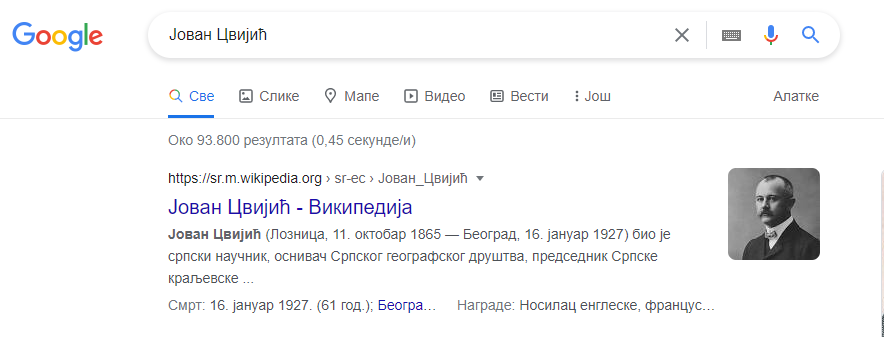 Google Јован Цвијић
Све Слике Мапе Видео Вести Још Алатке
Око 93.800 резултата (0,45 секунде/и)
https://sr.m.wikipedia.org › sr-ec › Јован_Цвијић
Јован Цвијић - Википедија
Јован Цвијић (Лозница, 11. октобар 1865 — Београд, 16. јануар 1927) био је
српски научник, оснивач Српског географског друштва, председник Српске
краљевске ...
Смрт: 16. јануар 1927. (61 год.); Београ… Награде: Носилац енглеске, францус…